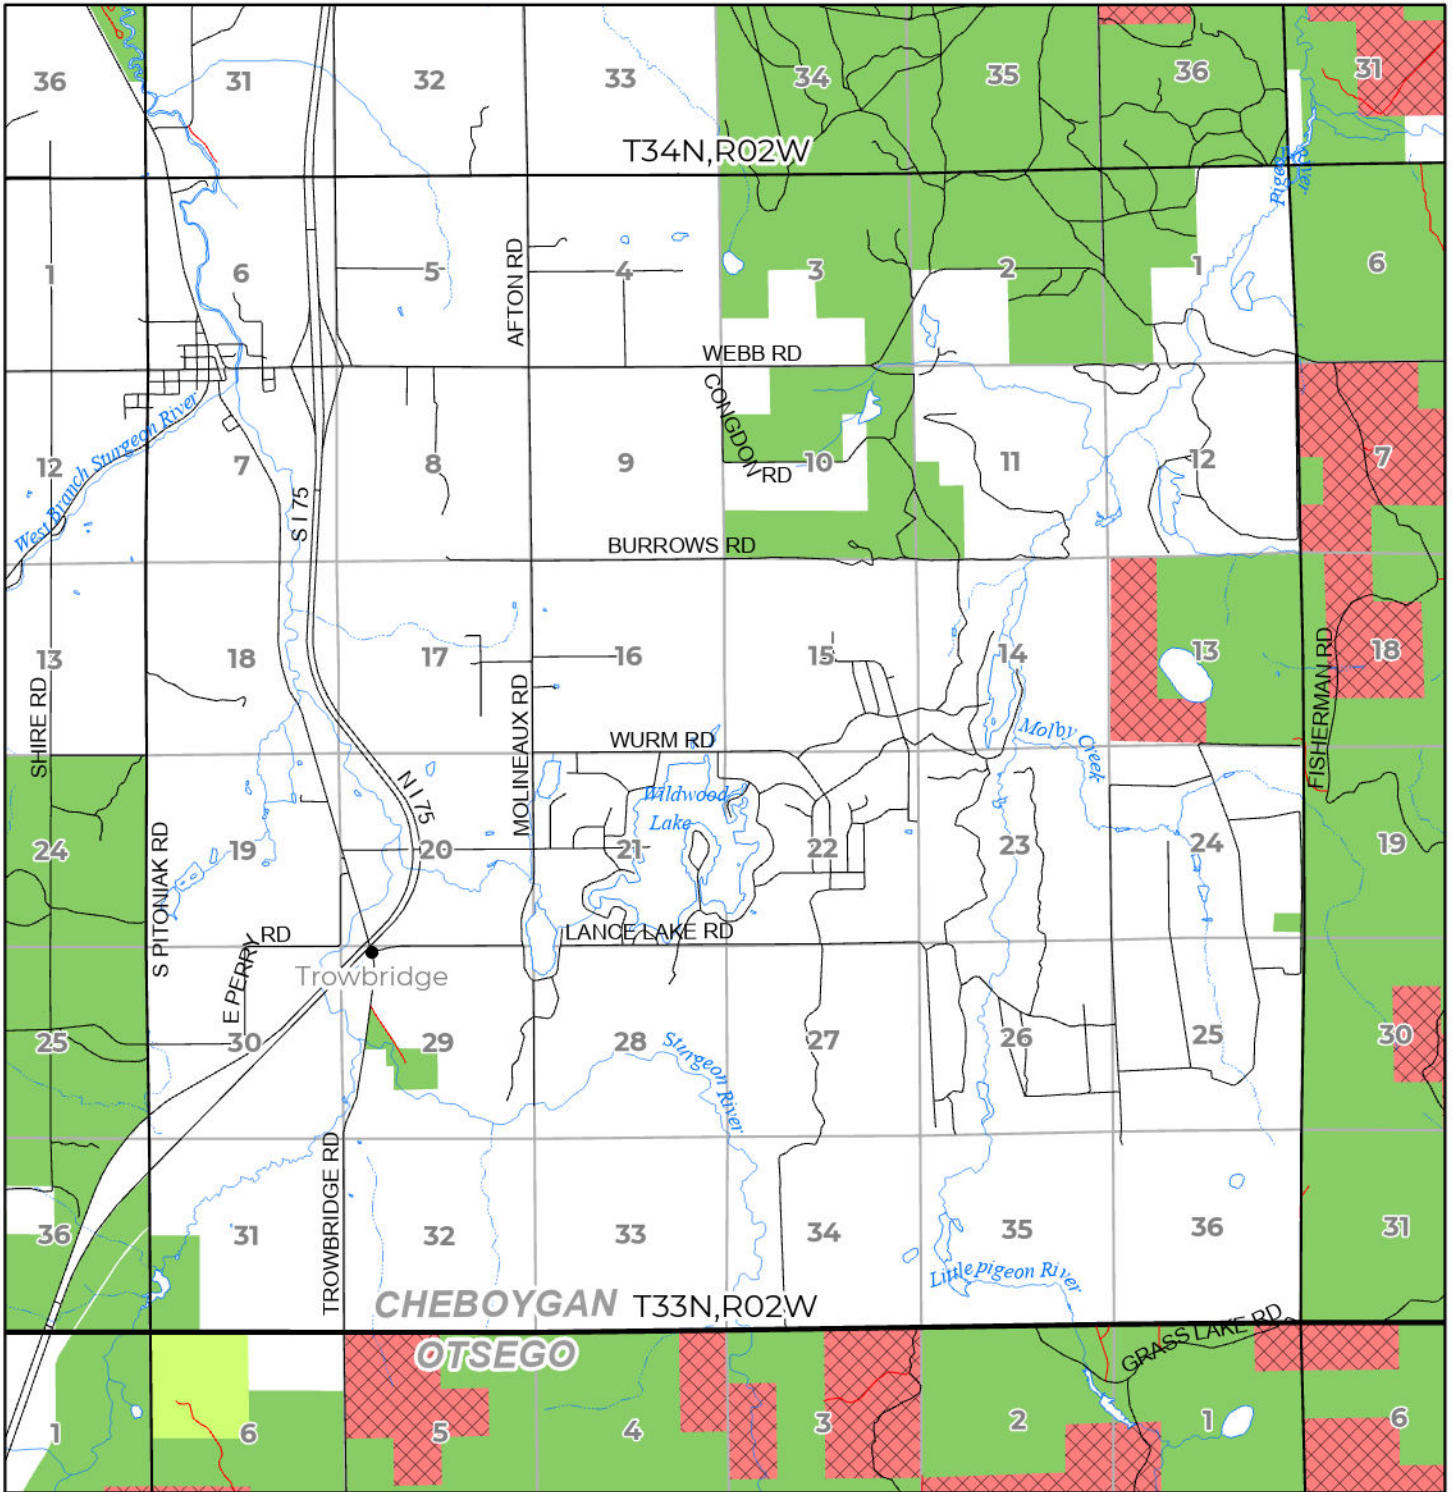 36
31
32
33
34
35
36
31
T34N,R02W
Pigeon River
1
6
5
AFTON RD
4
3
2
1
6
WEBB RD
CONGDON RD
West Branch Sturgeon River
12
7
8
9
10
11
12
7
S I 75
BURROWS RD
13
18
17
16
15
14
13
18
SHIRE RD
MOLINEAUX RD
FISHERMAN RD
WURM RD
Molby Creek
N I 75
Wildwood
Lake
24
S PITONIAK RD
19
20
21
22
23
24
19
E PERRY RD
LANCE LAKE RD
Trowbridge
25
30
29
28
Sturgeon River
27
26
25
30
TROWBRIDGE RD
36
31
32
33
34
35
36
31
Little pigeon River
CHEBOYGAN
T33N,R02W
OTSEGO
GRASS LAKE RD
1
6
5
4
3
2
1
6